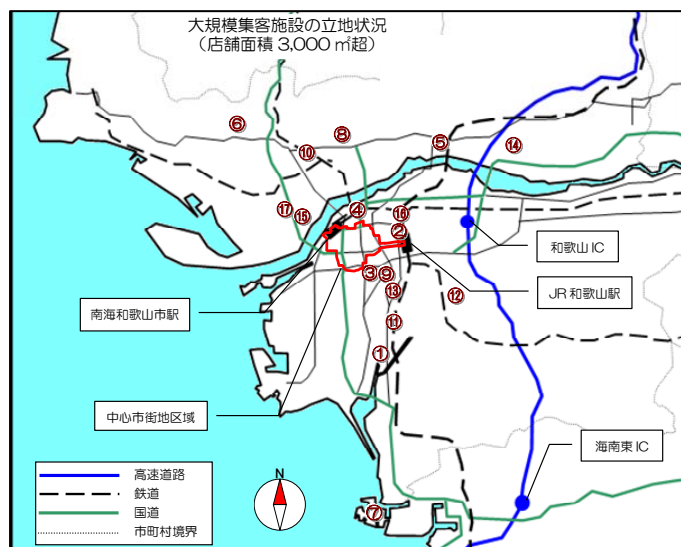 大規模集客施設の立地状況
（店舗面積 3,000 ㎡超）
⑥
⑧
⑩
⑤
⑭
⑰
⑮
④
⑯
②
和歌山 IC
③
⑨
⑬
⑫
JR 和歌山駅
南海和歌山市駅
⑪
①
中心市街地区域
海南東 IC
高速道路
鉄道
国道
市町村境界
N
⑦